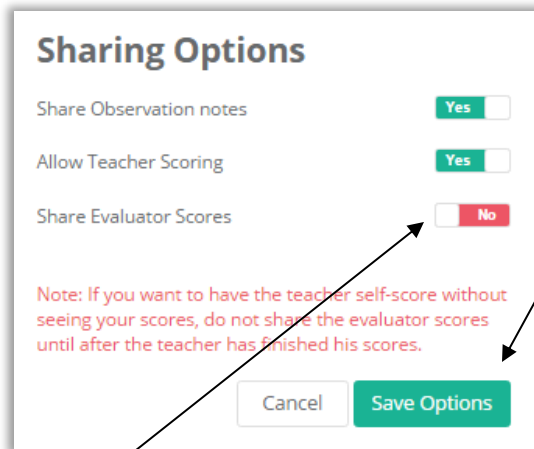 Sharing Options
Share Observation notes Yes
Allow Teacher Scoring Yes
Share Evaluator Scores No
Note: If you want to have the teacher self-score without
seeing your scores, do not share the evaluator scores
until after the teacher has finished his scores.
Cancel Save Options